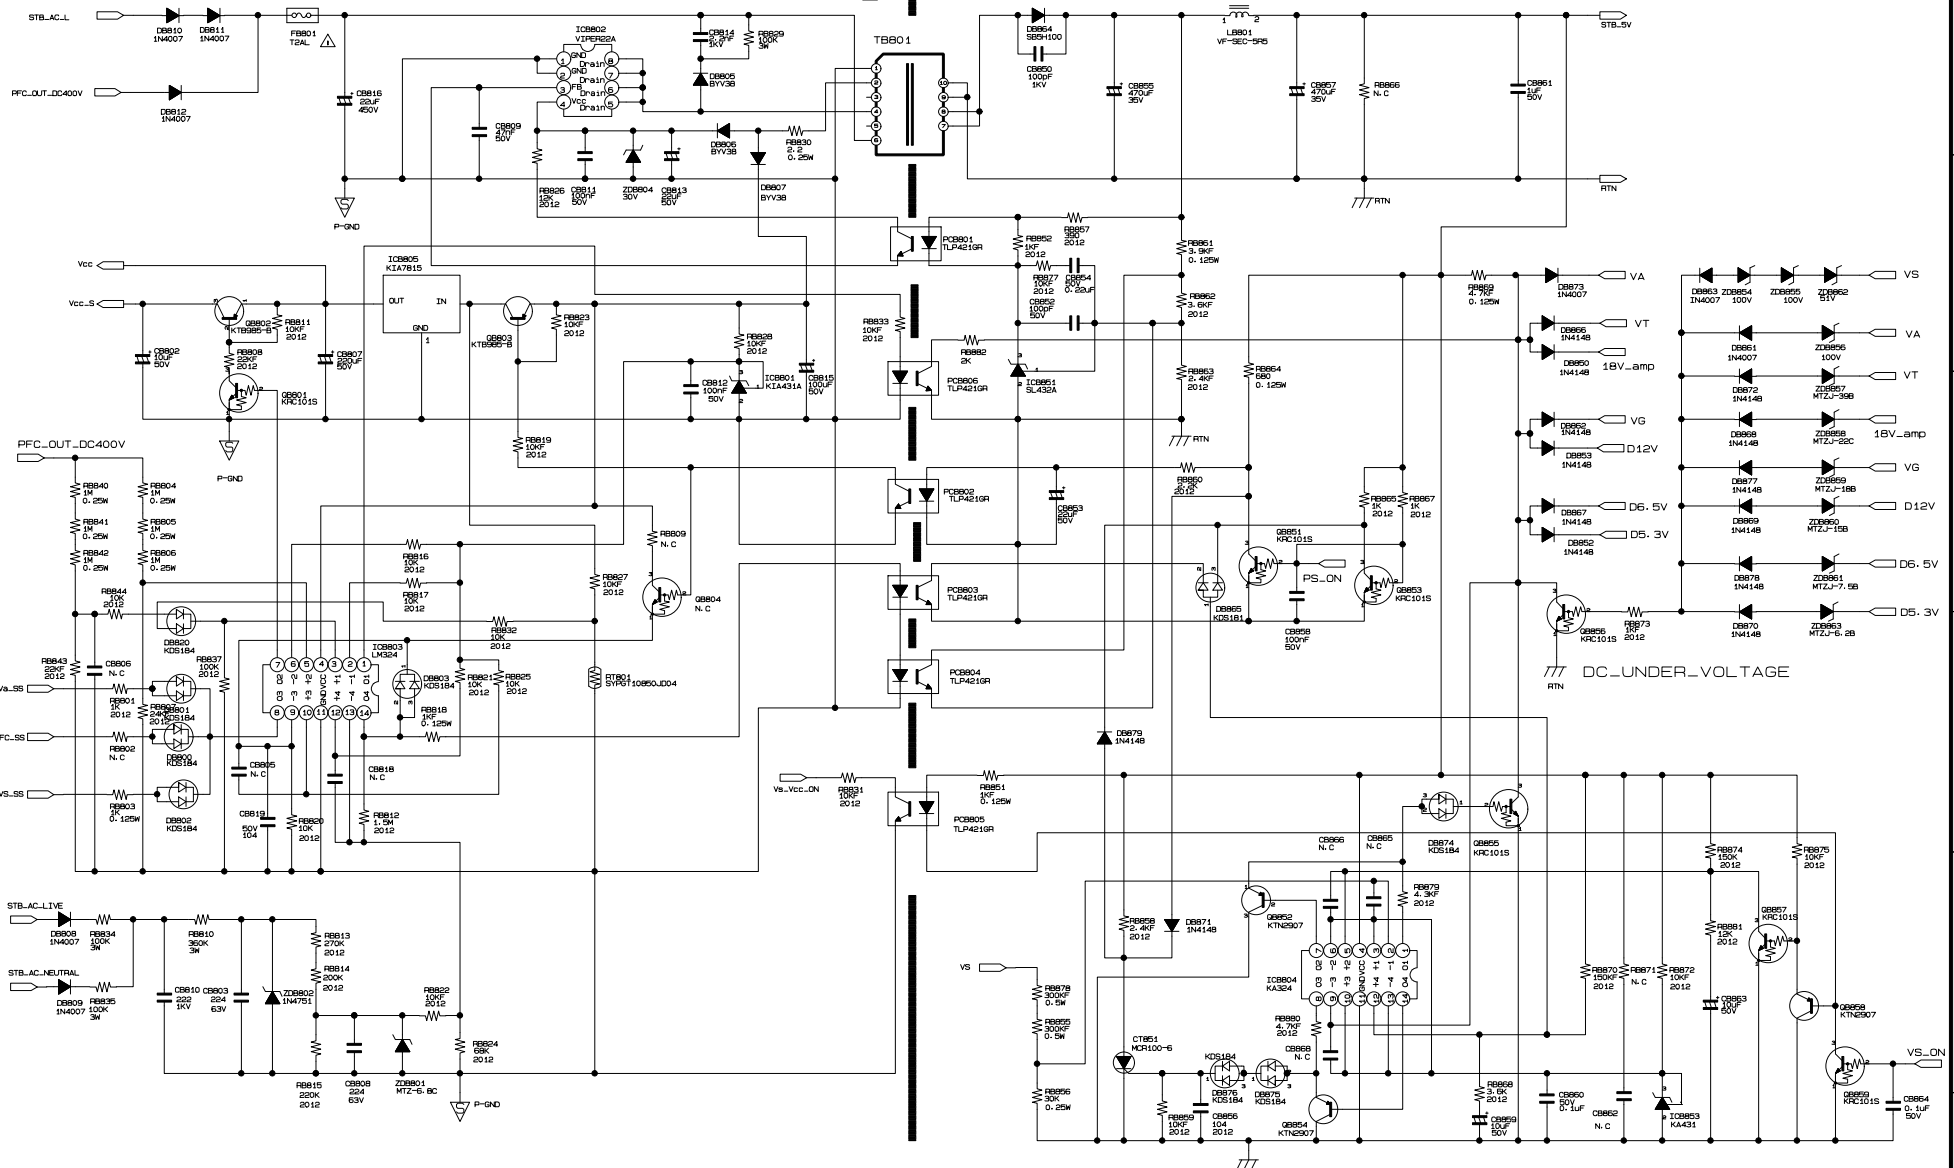 STB_AC_L
DB810
1N4007
DB811
1N4007
FB801
T2AL
PFC_OUT_DC400V
DB812
1N4007
CB816
22uF
450V
ICB802
VIPER22A
GND
GND
FB
Vcc
Drain
Drain
Drain
Drain
CB814
2.2nF
1KV
RB829
100K
3W
DB805
BYV38
CB809
47nF
50V
RB826
12K
2012
CB811
100nF
50V
ZDB804
30V
CB813
22uF
50V
DB806
BYV38
DB807
BYV38
RB830
2.2
0.25W
TB801
DB864
SB5H100
CB850
100pF
1KV
CB855
470uF
35V
LB801
VF-SEC-5R5
CB857
470uF
35V
RB866
N.C
CB861
1uF
50V
STB_5V
RTN
RTN
P-GND
Vcc
Vcc_S
ICB805
KIA7815
OUT
IN
GND
1
QB802
KTB985-B
RB811
10KF
2012
CB802
10uF
50V
RB808
22KF
2012
QB801
KRC101S
CB807
220uF
50V
QB803
KTB985-B
RB823
10KF
2012
RB828
10KF
2012
CB812
100nF
50V
ICB801
KIA431A
CB815
100uF
50V
RB833
10KF
2012
PCB801
TLP421GR
PCB806
TLP421GR
RB882
2K
RB852
1KF
2012
RB857
390
2012
RB877
10KF
2012
CB854
50V
0.22uF
CB852
100pF
50V
ICB851
SL432A
RB861
3.9KF
0.125W
RB862
3.6KF
2012
RB863
2.4KF
2012
RB864
680
0.125W
RTN
RB869
4.7KF
0.125W
DB873
1N4007
VA
DB866
1N4148
VT
DB850
1N4148
18V_amp
DB862
1N4148
VG
DB853
1N4148
D12V
DB867
1N4148
D6.5V
DB852
1N4148
D5.3V
DB863
IN4007
ZDB854
100V
ZDB855
100V
ZDB862
51V
VS
DB861
1N4007
ZDB856
100V
VA
DB872
1N4148
ZDB857
MTZJ-39B
VT
DB868
1N4148
ZDB858
MTZJ-22C
18V_amp
DB877
1N4148
ZDB859
MTZJ-18B
VG
DB869
1N4148
ZDB860
MTZJ-15B
D12V
DB878
1N4148
ZDB861
MTZJ-7.5B
D6.5V
DB870
1N4148
ZDB863
MTZJ-6.2B
D5.3V
QB856
KRC101S
RB873
1KF
2012
RTN
DC_UNDER_VOLTAGE
PFC_OUT_DC400V
P-GND
RB840
1M
0.25W
RB804
1M
0.25W
RB841
1M
0.25W
RB805
1M
0.25W
RB842
1M
0.25W
RB806
1M
0.25W
RB844
10K
2012
DB820
KDS184
RB843
22KF
2012
CB806
N.C
RB837
100K
2012
Va_SS
RB801
1K
2012
DB801
KDS184
FC_SS
RB802
N.C
DB800
KDS184
VS_SS
RB803
1K
0.125W
DB802
KDS184
RB819
10KF
2012
RB816
10K
2012
RB817
10K
2012
RB832
10K
2012
ICB803
LM324
DB803
KDS184
RB821
10K
2012
RB825
10K
2012
RB818
1KF
0.125W
CB805
N.C
CB818
N.C
CB819
50V
104
RB820
10K
2012
RB812
1.5M
2012
RB809
N.C
RB827
10KF
2012
QB804
N.C
RT801
SYPGT10850JD04
PCB802
TLP421GR
PCB803
TLP421GR
PCB804
TLP421GR
PCB805
TLP421GR
Vs_Vcc_ON
RB831
10KF
2012
RB851
1KF
0.125W
CB853
22uF
50V
RB860
2012
QB851
KRC101S
PS_ON
DB865
KDS181
CB858
100nF
50V
RB865
1K
2012
RB867
1K
2012
QB853
KRC101S
DB879
1N4148
STB_AC_LIVE
DB808
1N4007
RB834
100K
3W
RB810
360K
3W
STB_AC_NEUTRAL
DB809
1N4007
RB835
100K
3W
CB810
222
1KV
CB803
224
63V
ZDB802
1N4751
RB813
270K
2012
RB814
200K
2012
RB815
220K
2012
CB808
224
63V
ZDB801
MTZ-6.8C
RB822
10KF
2012
RB824
68K
2012
P-GND
VS
RB878
300KF
0.5W
RB855
300KF
0.5W
RB856
30K
0.25W
RB858
2.4KF
2012
DB871
1N4148
CT851
MCR100-6
RB859
10KF
2012
CB856
104
2012
KDS184
DB876
KDS184
DB875
KDS184
QB852
KTN2907
QB854
KTN2907
ICB804
KA324
RB880
4.7KF
2012
CB868
N.C
CB866
N.C
CB865
N.C
RB879
4.3KF
2012
DB874
KDS184
QB855
KRC101S
RB868
3.6K
2012
CB859
10uF
50V
CB860
50V
0.1uF
RB870
150KF
2012
RB871
N.C
RB872
10KF
2012
CB862
N.C
ICB853
KA431
RB874
150K
2012
RB881
12K
2012
CB863
10uF
50V
QB857
KRC101S
RB875
10KF
2012
QB858
KTN2907
QB859
KRC101S
VS_ON
CB864
0.1uF
50V